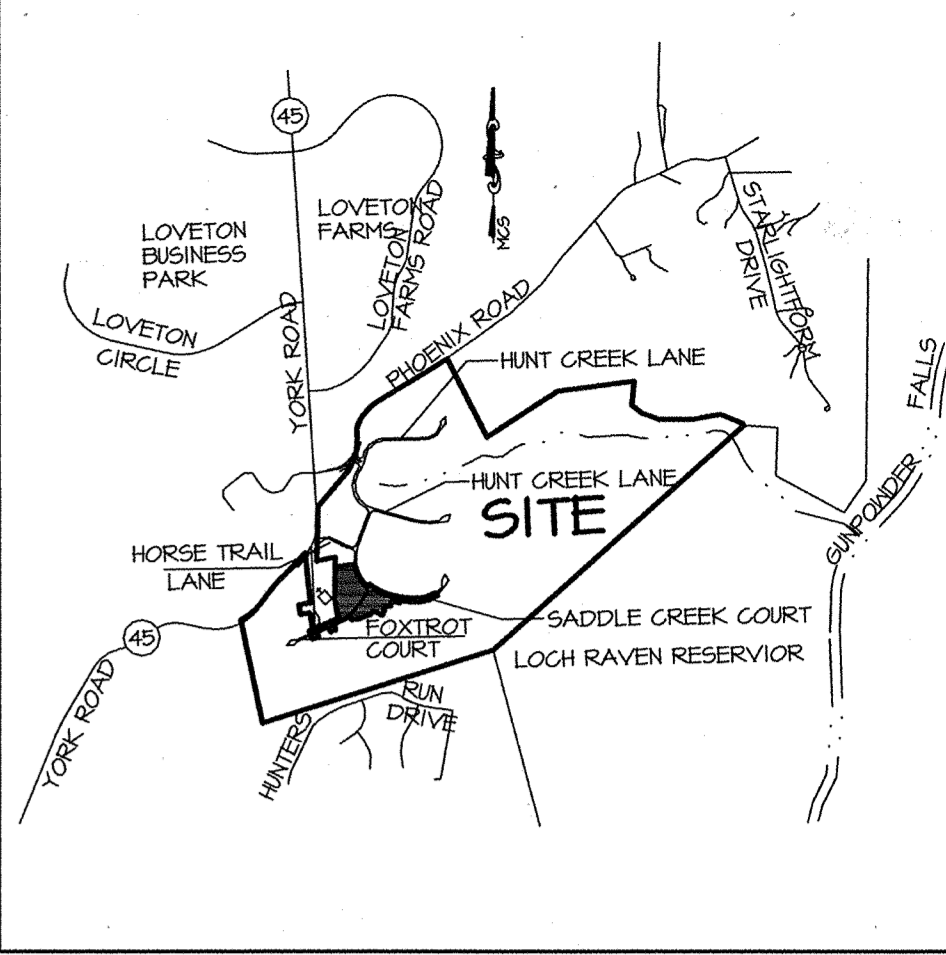 45
LOVETON
BUSINESS
PARK
LOVETON
FARMS
LOVETON
FARMS ROAD
MCS
STARLIGHTFORM
DRIVE
LOVETON
CIRCLE
YORK ROAD
PHOENIX ROAD
HUNT CREEK LANE
FALLS
GUNPOWDER
HUNT CREEK LANE
SITE
HORSE TRAIL
LANE
45
YORK ROAD
FOXTROT
COURT
SADDLE CREEK COURT
LOCH RAVEN RESERVIOR
HUNTERS
RUN
DRIVE